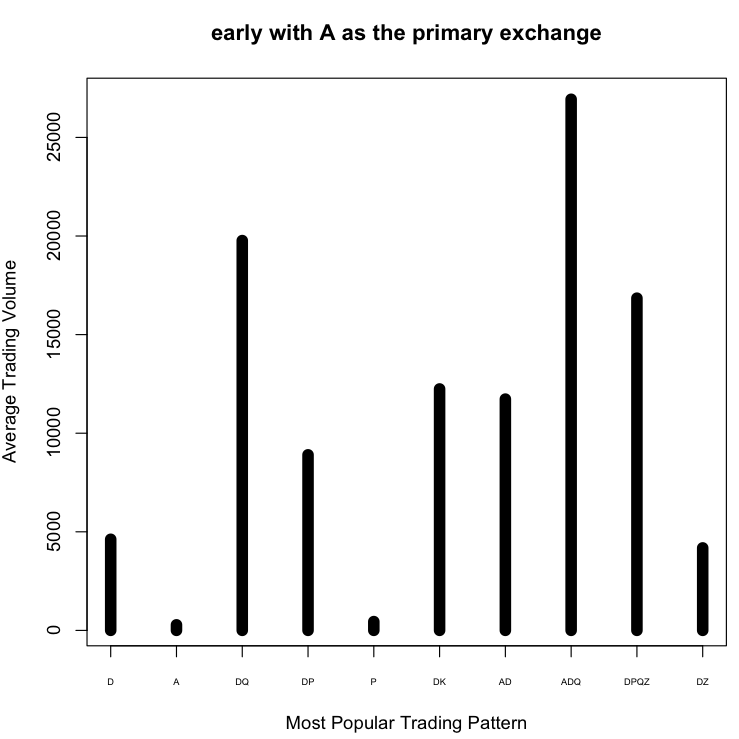 early with A as the primary exchange
Average Trading Volume
25000
20000
15000
10000
5000
0
D A DQ DP P DK AD ADQ DPQZ DZ
Most Popular Trading Pattern